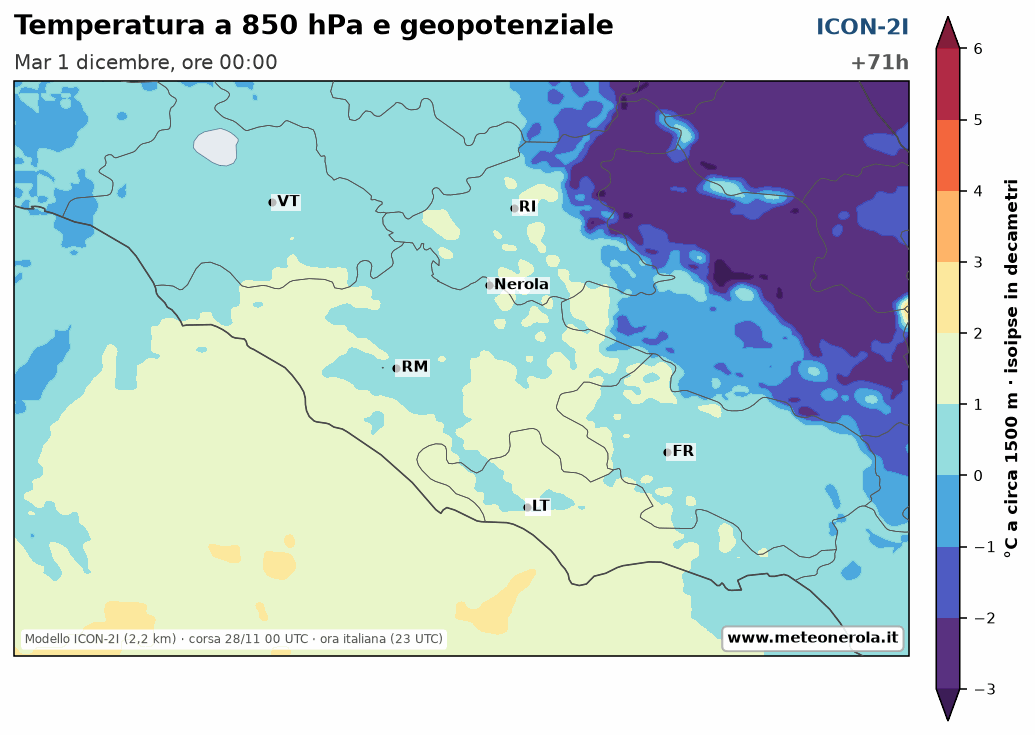 Temperatura a 850 hPa e geopotenziale
ICON-2I
Mar 1 dicembre, ore 00:00
+71h
VT
RI
Nerola
RM
FR
LT
6
5
4
3
2
1
0
−1
−2
−3
°C a circa 1500 m · isoipse in decametri
Modello ICON-2I (2,2 km) · corsa 28/11 00 UTC · ora italiana (23 UTC)
www.meteonerola.it